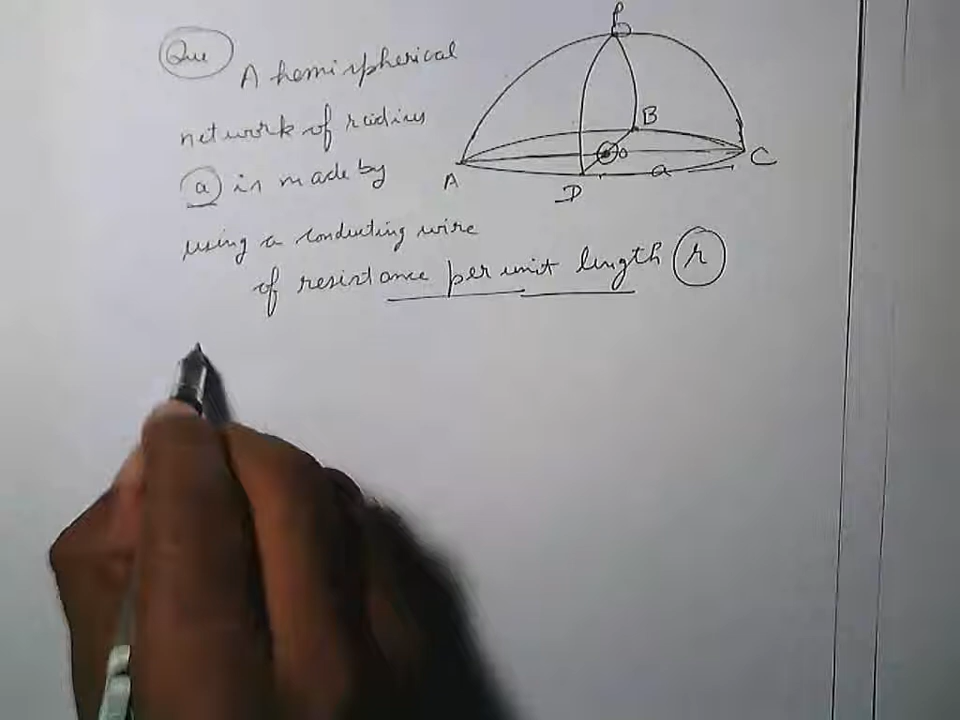 Que A hemispherical
network of radius
a is made by
using a conducting wire
of resistance per unit length r
P
B
O
C
A
a
D